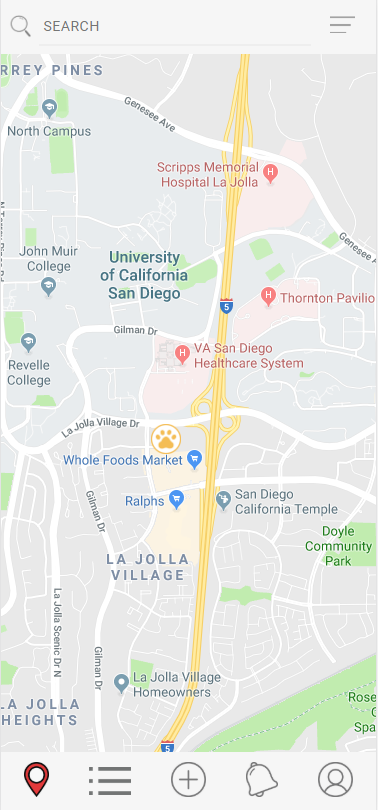 SEARCH
RREY PINES
Genesee Ave
North Campus
Scripps Memorial
Hospital La Jolla
H
John Muir
College
University
of California
San Diego
Genesee A
H
Thornton Pavilio
5
Gilman Dr
H
VA San Diego
Healthcare System
Revelle
College
La Jolla Village Dr
Whole Foods Market
Ralphs
San Diego
California Temple
Gilman Dr
Doyle
Community
Park
LA JOLLA
VILLAGE
La Jolla Scenic Dr N
Gilman Dr
La Jolla Village
Homeowners
LA JOLLA
HEIGHTS
Rose
Spa
5